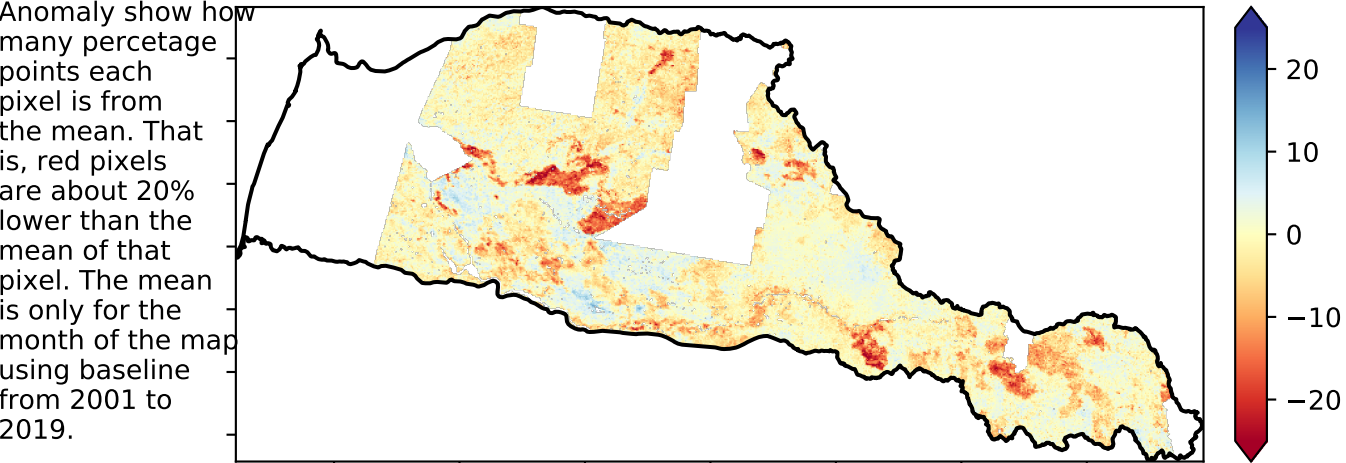 Anomaly show how
many percetage
points each
pixel is from
the mean. That
is, red pixels
are about 20%
lower than the
mean of that
pixel. The mean
is only for the
month of the map
using baseline
from 2001 to
2019.
20
10
0
−10
−20